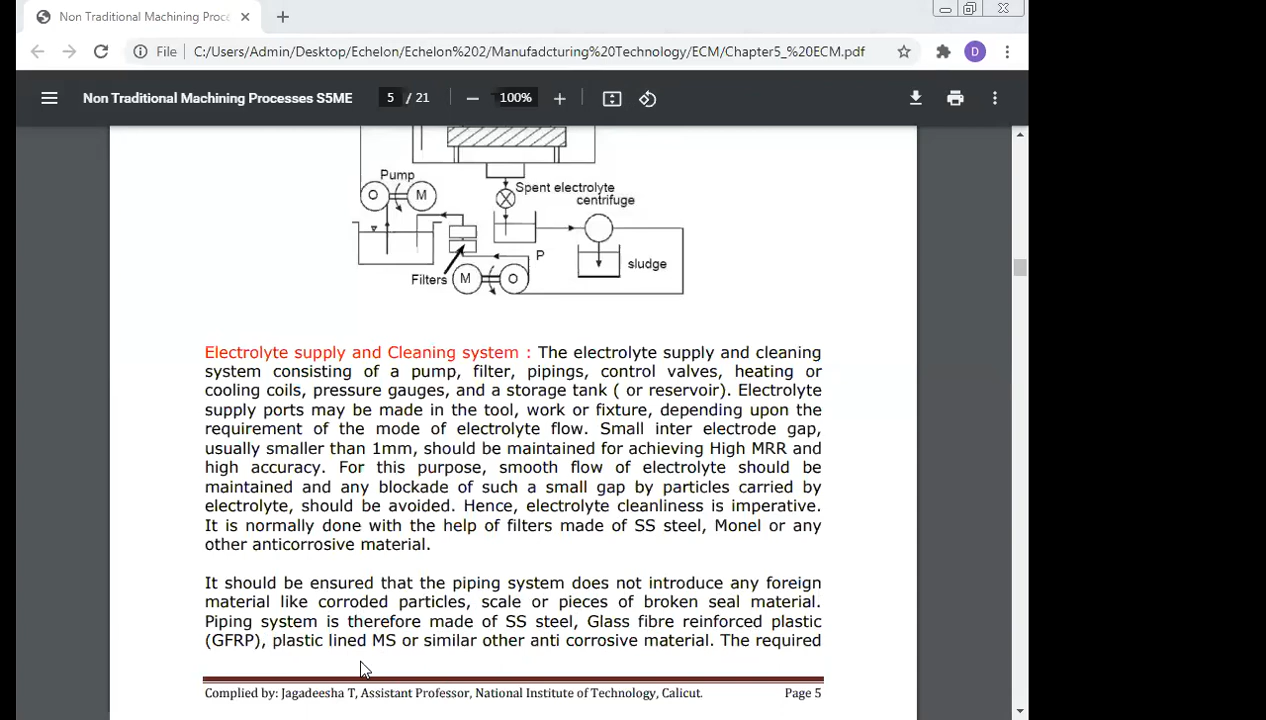 Non Traditional Machining Proce
File C:/Users/Admin/Desktop/Echelon/Echelon%202/Manufadcturing%20Technology/ECM/Chapter5_%20ECM.pdf
D
Non Traditional Machining Processes S5ME 5 / 21 100%
Pump
O M
Spent electrolyte
centrifuge
P
Filters M O
sludge
Electrolyte supply and Cleaning system : The electrolyte supply and cleaning
system consisting of a pump, filter, pipings, control valves, heating or
cooling coils, pressure gauges, and a storage tank ( or reservoir). Electrolyte
supply ports may be made in the tool, work or fixture, depending upon the
requirement of the mode of electrolyte flow. Small inter electrode gap,
usually smaller than 1mm, should be maintained for achieving High MRR and
high accuracy. For this purpose, smooth flow of electrolyte should be
maintained and any blockade of such a small gap by particles carried by
electrolyte, should be avoided. Hence, electrolyte cleanliness is imperative.
It is normally done with the help of filters made of SS steel, Monel or any
other anticorrosive material.
It should be ensured that the piping system does not introduce any foreign
material like corroded particles, scale or pieces of broken seal material.
Piping system is therefore made of SS steel, Glass fibre reinforced plastic
(GFRP), plastic lined MS or similar other anti corrosive material. The required
Complied by: Jagadeesha T, Assistant Professor, National Institute of Technology, Calicut. Page 5